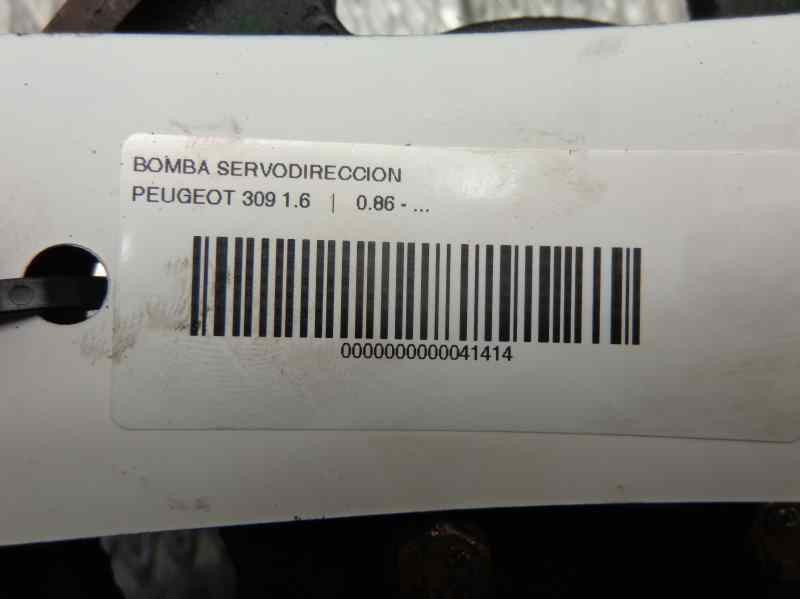 BOMBA SERVODIRECCION
PEUGEOT 309 1.6 | 0.86 - ...
0000000000041414